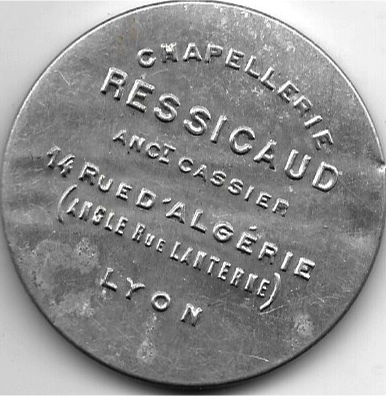 CHAPELLERIE
RESSICAUD
ANCT CASSIER
14 RUE D'ALGÉRIE
(ANGLE RUE LANTERNE)
LYON